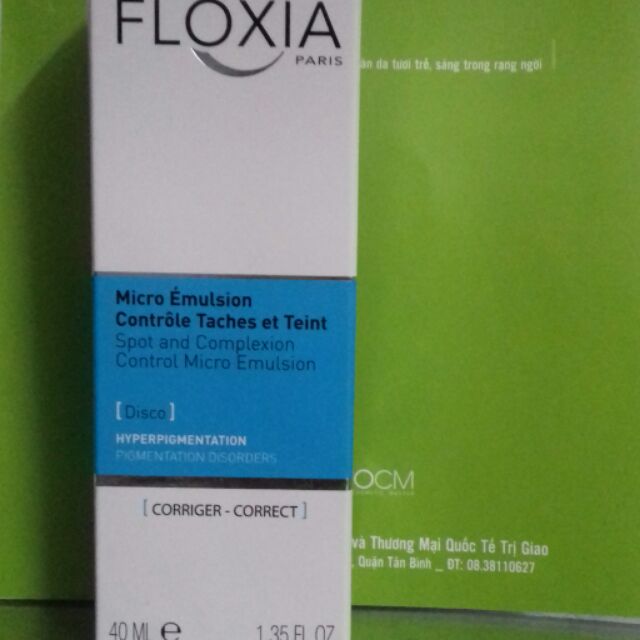 FLOXIA
PARIS
Micro Émulsion
Contrôle Taches et Teint
Spot and Complexion
Control Micro Emulsion
[Disco]
HYPERPIGMENTATION
PIGMENTATION DISORDERS
[ CORRIGER - CORRECT ]
40 ML e
1.35 FL OZ
da tươi trẻ, sáng trong rạng ngời
OCM
và Thương Mại Quốc Tế Trị Giao
, Quận Tân Bình _ ĐT: 08.38110627